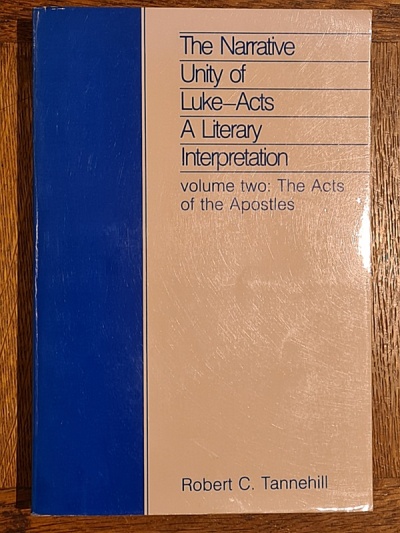 The Narrative
Unity of
Luke–Acts
A Literary
Interpretation
volume two: The Acts
of the Apostles
Robert C. Tannehill